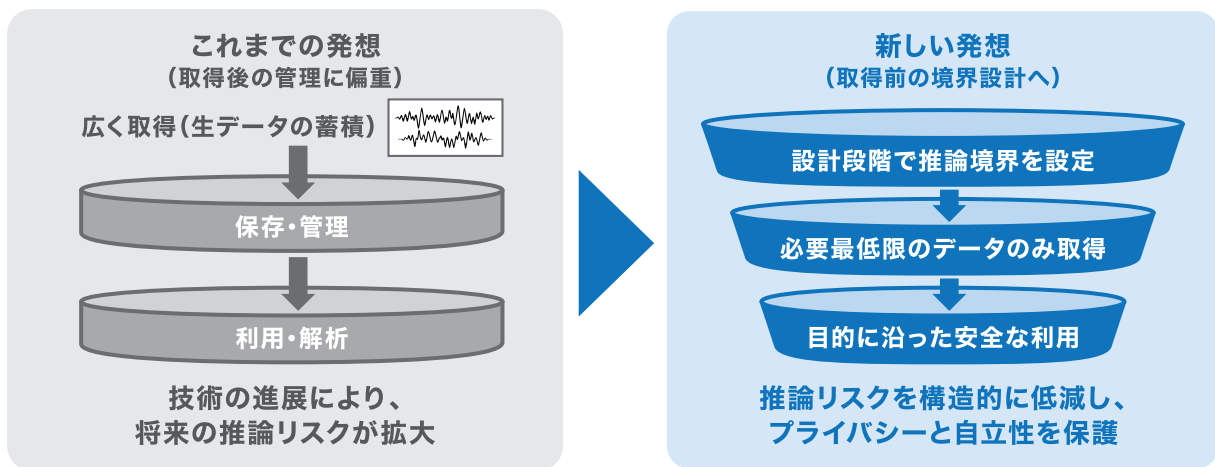 これまでの発想
（取得後の管理に偏重）
広く取得（生データの蓄積）
保存・管理
利用・解析
技術の進展により、
将来の推論リスクが拡大
新しい発想
（取得前の境界設計へ）
設計段階で推論境界を設定
必要最低限のデータのみ取得
目的に沿った安全な利用
推論リスクを構造的に低減し、
プライバシーと自立性を保護